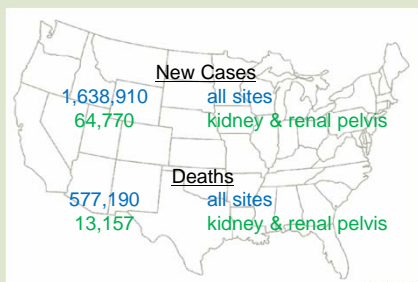 New Cases
1,638,910 all sites
64,770 kidney & renal pelvis
Deaths
577,190 all sites
13,157 kidney & renal pelvis